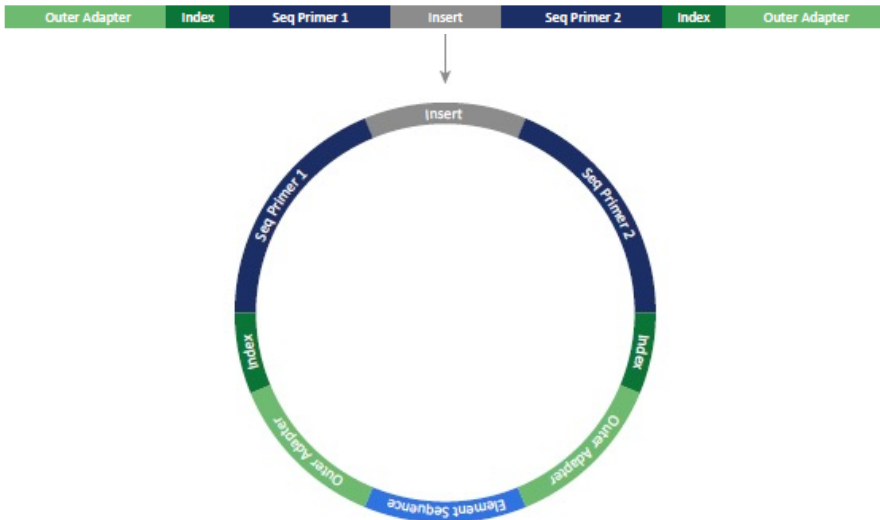 Outer Adapter Index Seq Primer 1 Insert Seq Primer 2 Index Outer Adapter
Insert
Seq Primer 1
Seq Primer 2
Index
Index
Outer Adapter
Outer Adapter
Element Sequence